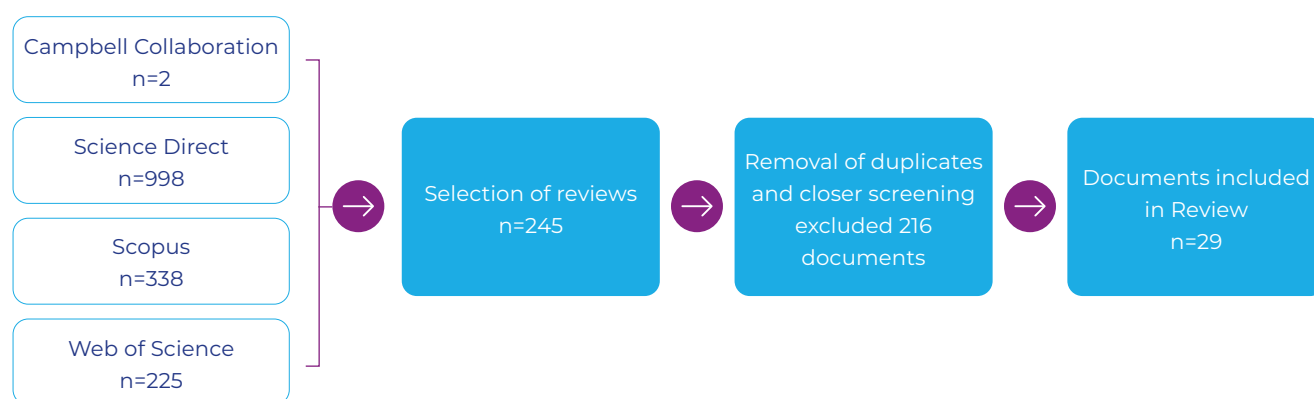 Campbell Collaboration
n=2
Science Direct
n=998
Scopus
n=338
Web of Science
n=225
Selection of reviews
n=245
Removal of duplicates
and closer screening
excluded 216
documents
Documents included
in Review
n=29